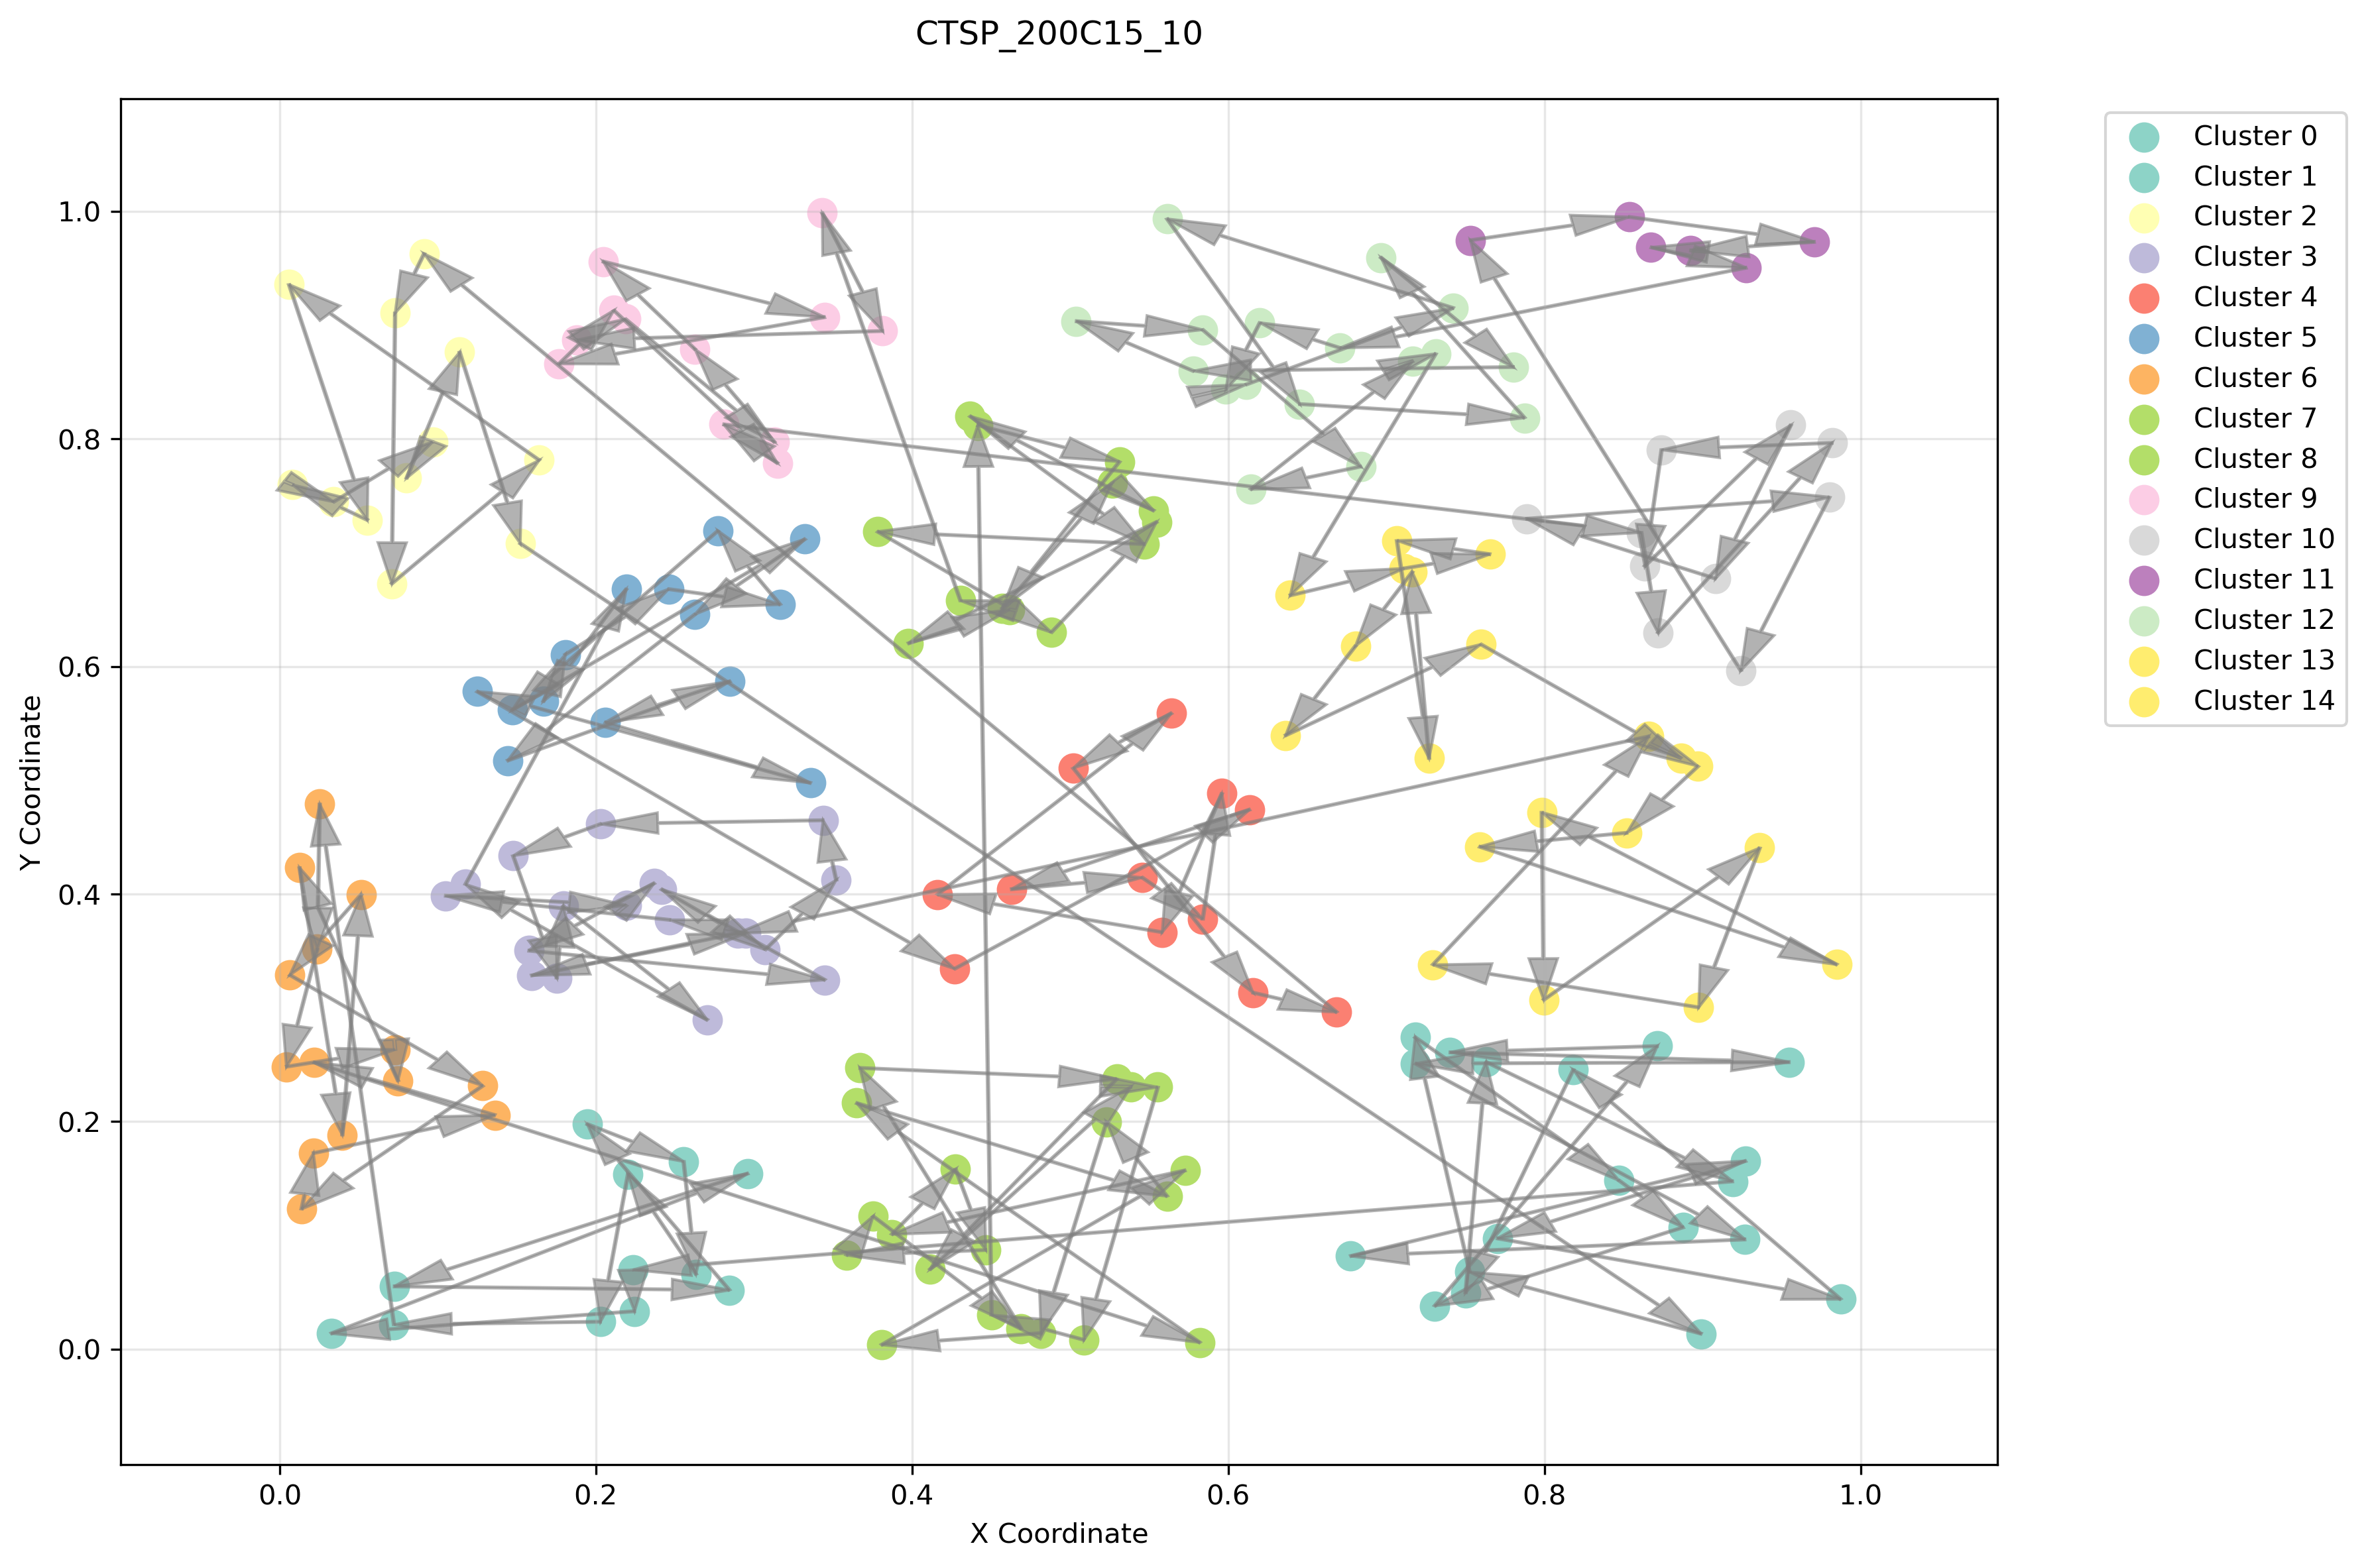 CTSP_200C15_10
1.0
0.8
0.6
0.4
0.2
0.0
Y Coordinate
0.0 0.2 0.4 0.6 0.8 1.0
X Coordinate
Cluster 0
Cluster 1
Cluster 2
Cluster 3
Cluster 4
Cluster 5
Cluster 6
Cluster 7
Cluster 8
Cluster 9
Cluster 10
Cluster 11
Cluster 12
Cluster 13
Cluster 14